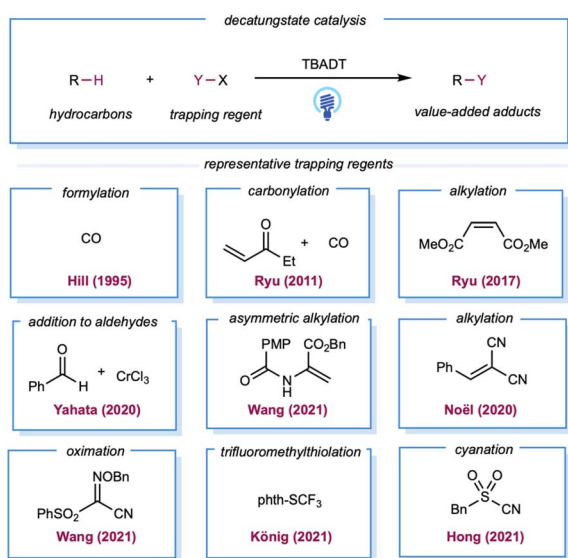 decatungstate catalysis
R–H + Y–X TBADT R–Y
hydrocarbons trapping regent value-added adducts
representative trapping regents
formylation
CO
Hill (1995)
carbonylation
O
Et + CO
Ryu (2011)
alkylation
MeO₂C CO₂Me
Ryu (2017)
addition to aldehydes
O
Ph H + CrCl₃
Yahata (2020)
asymmetric alkylation
PMP CO₂Bn
O N
H
Wang (2021)
alkylation
CN
Ph CN
Noël (2020)
oximation
NOBn
PhSO₂ CN
Wang (2021)
trifluoromethylthiolation
phth-SCF₃
König (2021)
cyanation
O O
S
Bn CN
Hong (2021)